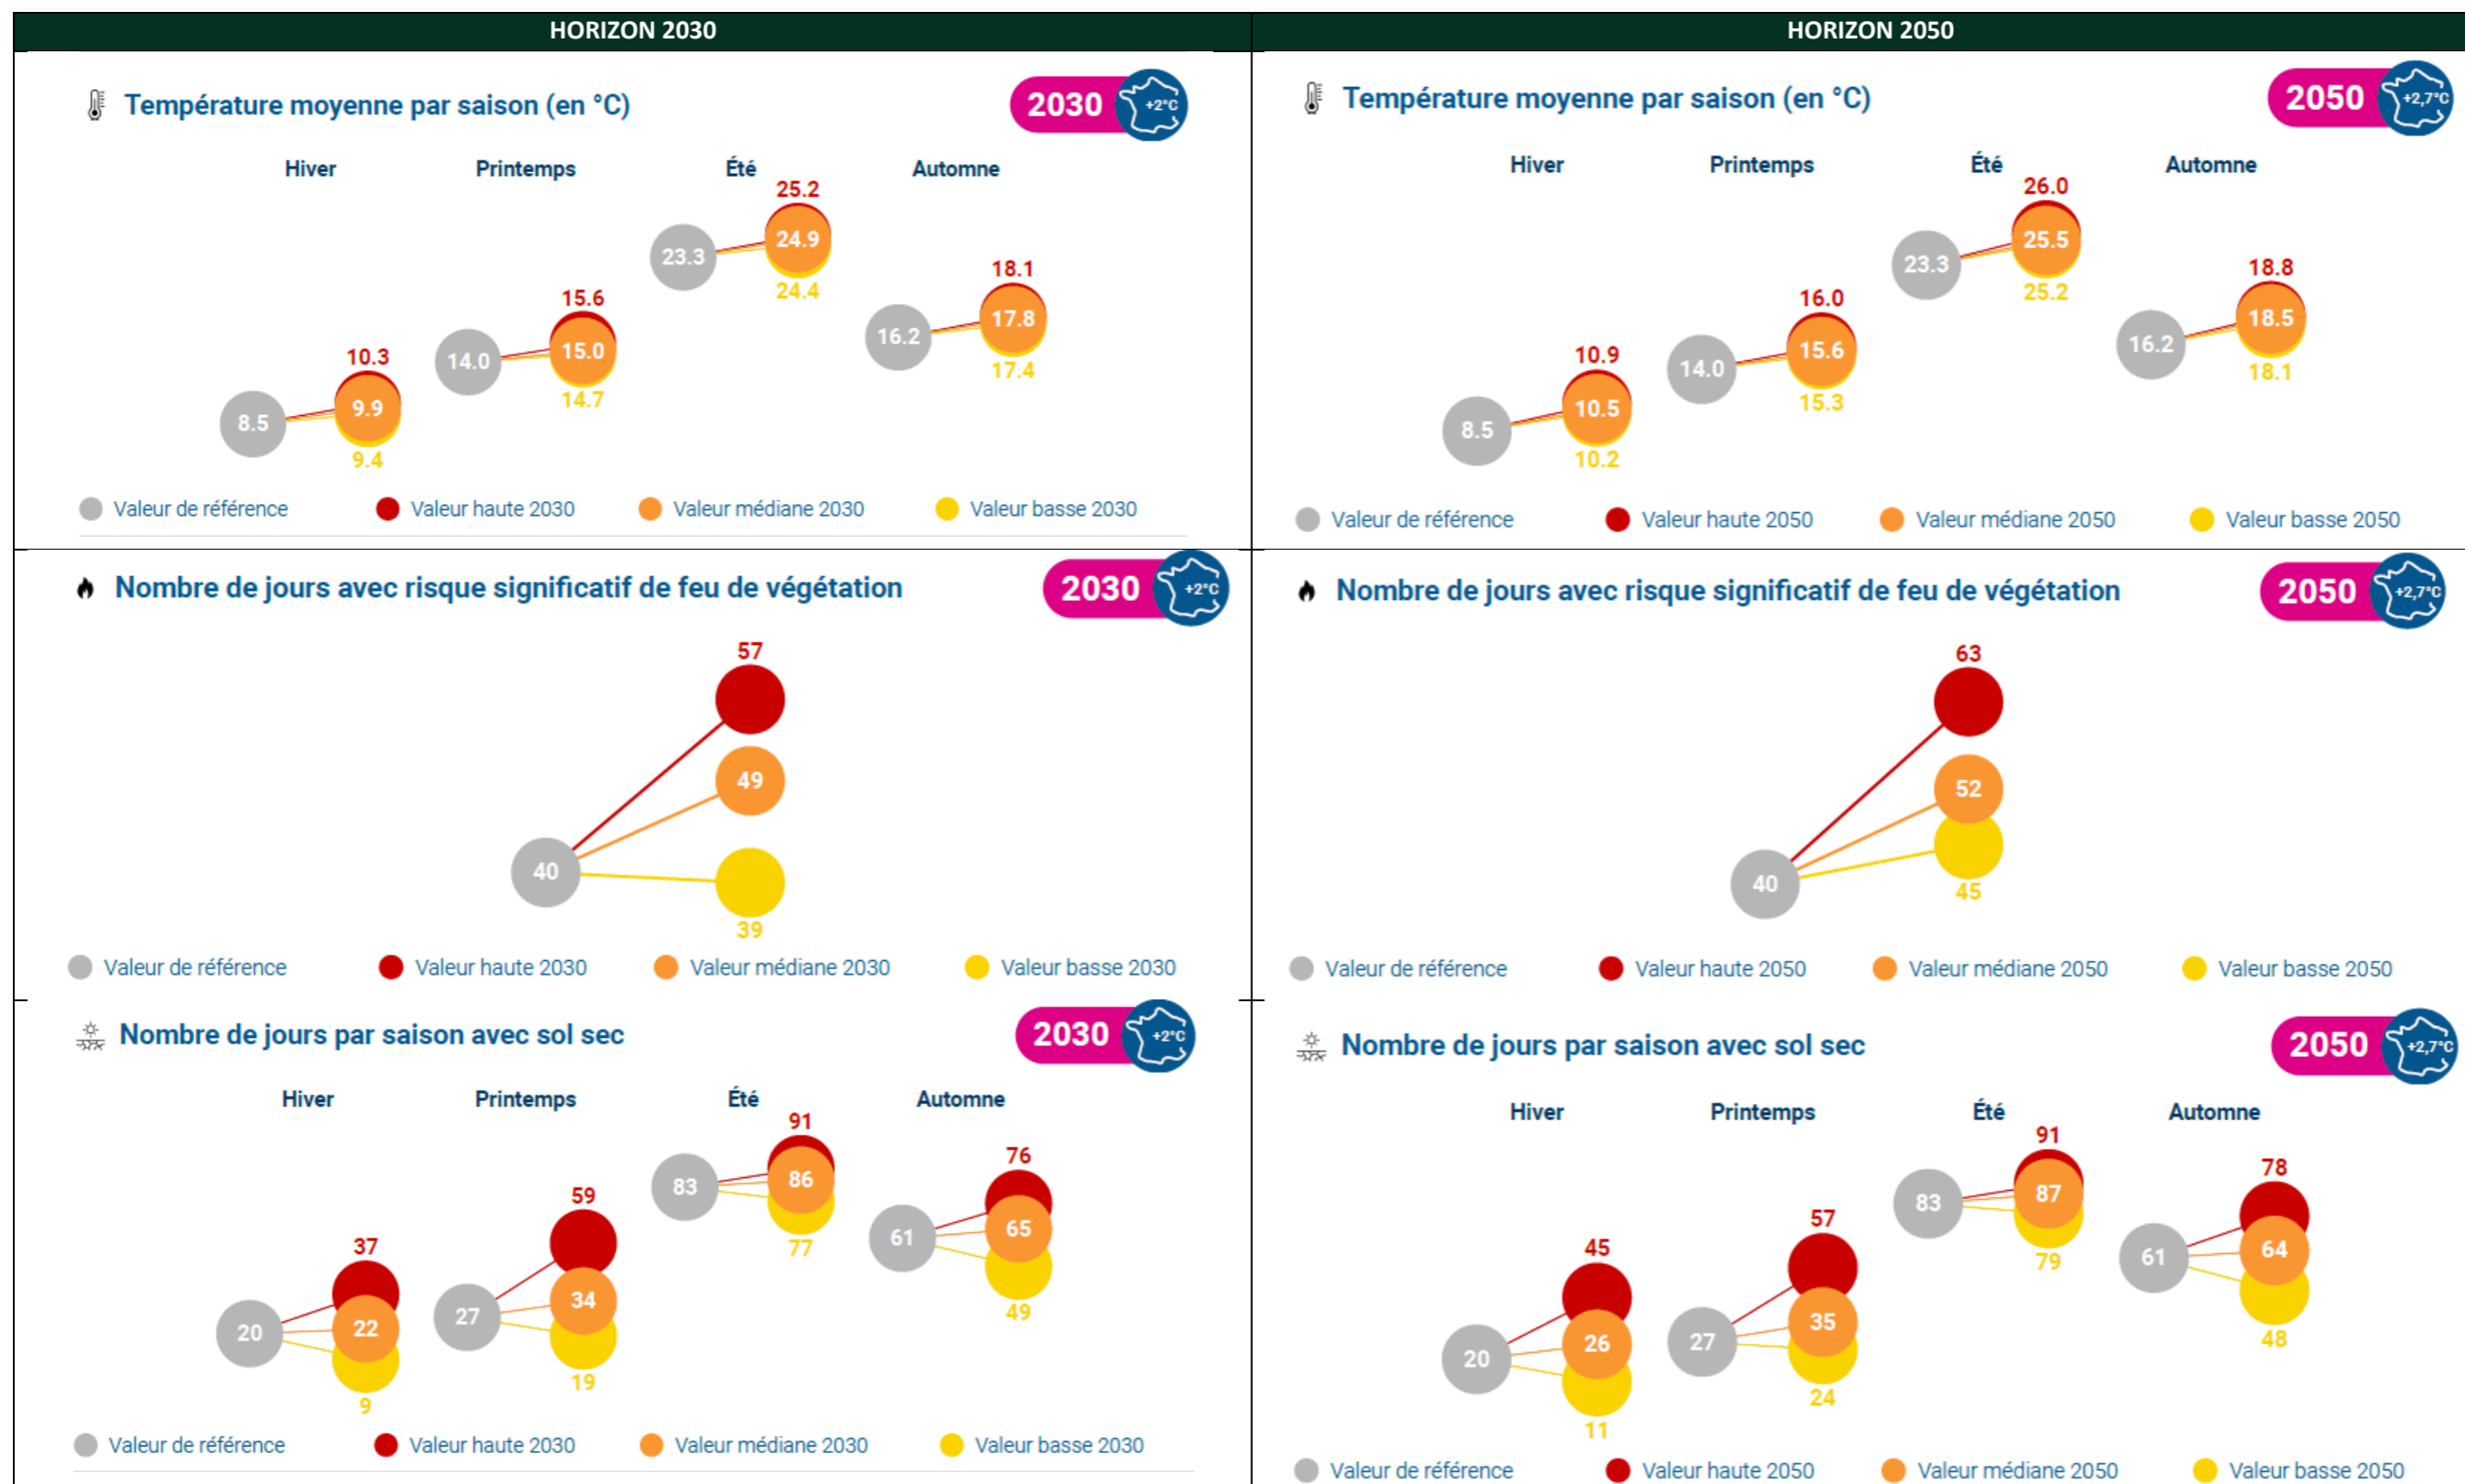 HORIZON 2030
HORIZON 2050
Température moyenne par saison (en °C)
2030
+2°C
Hiver
Printemps
Été
Automne
25.2
24.9
24.4
23.3
18.1
17.8
17.4
16.2
15.6
15.0
14.7
14.0
10.3
9.9
9.4
8.5
Valeur de référence
Valeur haute 2030
Valeur médiane 2030
Valeur basse 2030
Température moyenne par saison (en °C)
2050
+2,7°C
Hiver
Printemps
Été
Automne
26.0
25.5
25.2
23.3
18.8
18.5
18.1
16.2
16.0
15.6
15.3
14.0
10.9
10.5
10.2
8.5
Valeur de référence
Valeur haute 2050
Valeur médiane 2050
Valeur basse 2050
Nombre de jours avec risque significatif de feu de végétation
2030
+2°C
57
49
40
39
Valeur de référence
Valeur haute 2030
Valeur médiane 2030
Valeur basse 2030
Nombre de jours avec risque significatif de feu de végétation
2050
+2,7°C
63
52
40
45
Valeur de référence
Valeur haute 2050
Valeur médiane 2050
Valeur basse 2050
Nombre de jours par saison avec sol sec
2030
+2°C
Hiver
Printemps
Été
Automne
91
86
83
77
76
65
61
49
59
34
27
19
37
22
20
9
Valeur de référence
Valeur haute 2030
Valeur médiane 2030
Valeur basse 2030
Nombre de jours par saison avec sol sec
2050
+2,7°C
Hiver
Printemps
Été
Automne
91
87
83
79
78
64
61
48
57
35
27
24
45
26
20
11
Valeur de référence
Valeur haute 2050
Valeur médiane 2050
Valeur basse 2050